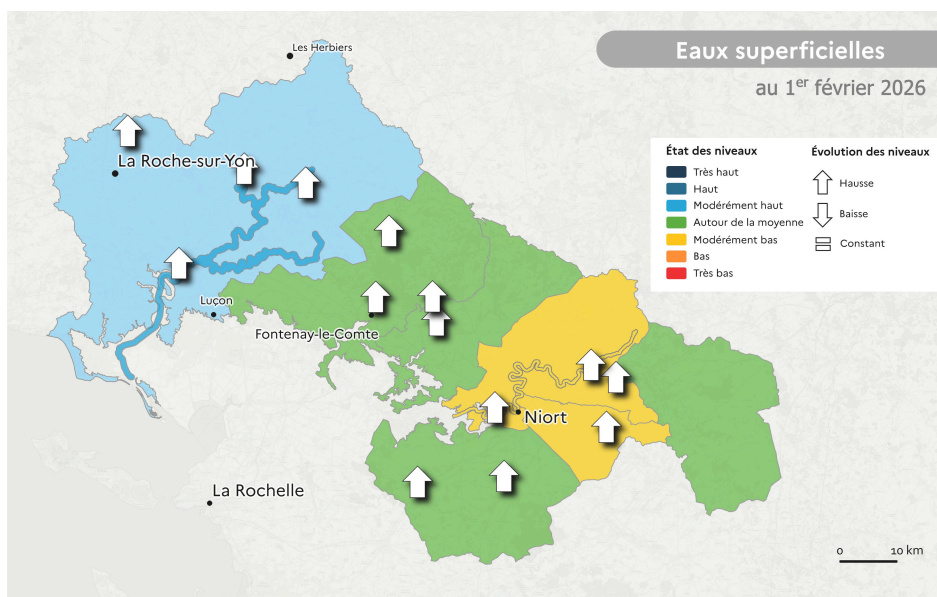 Eaux superficielles
au 1er février 2026
Les Herbiers
La Roche-sur-Yon
Luçon
Fontenay-le-Comte
Niort
La Rochelle
État des niveaux
Très haut
Haut
Modérément haut
Autour de la moyenne
Modérément bas
Bas
Très bas
Évolution des niveaux
Hausse
Baisse
Constant
0 10 km